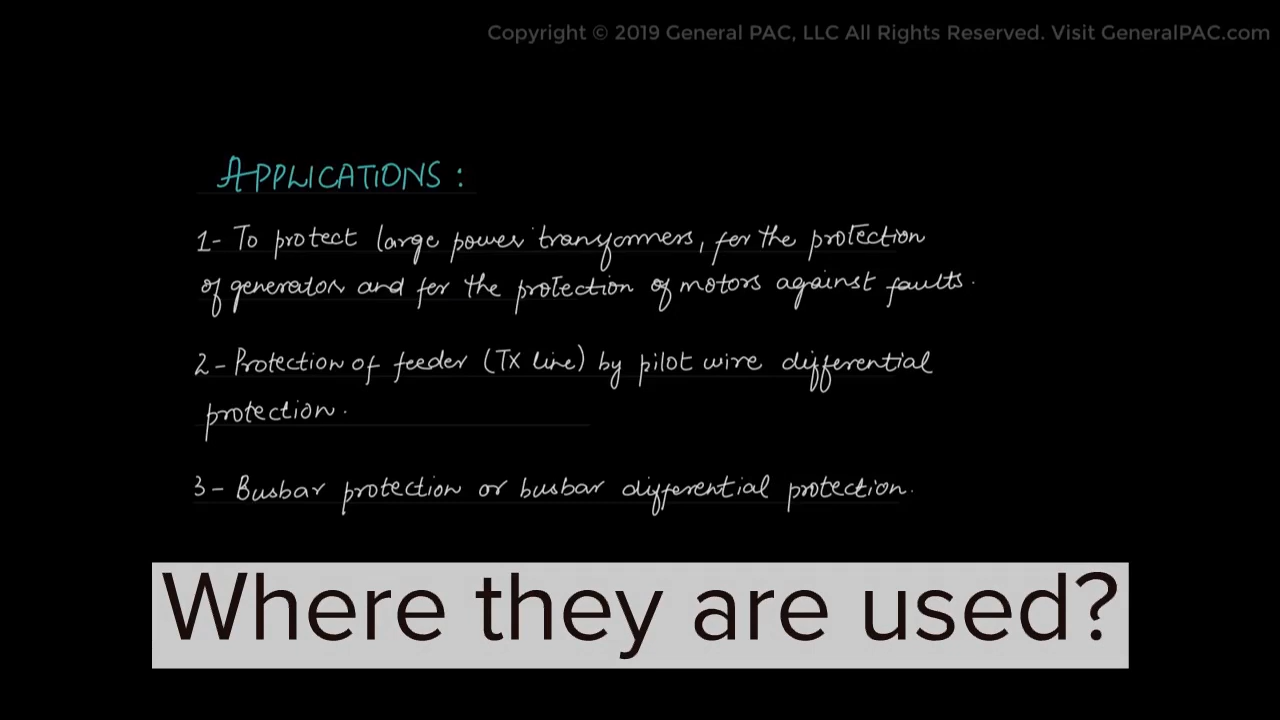 Copyright © 2019 General PAC, LLC All Rights Reserved. Visit GeneralPAC.com
APPLICATIONS:
1- To protect large power transformers, for the protection
of generator and for the protection of motors against faults.
2- Protection of feeder (TX line) by pilot wire differential
protection.
3- Busbar protection or busbar differential protection.
Where they are used?